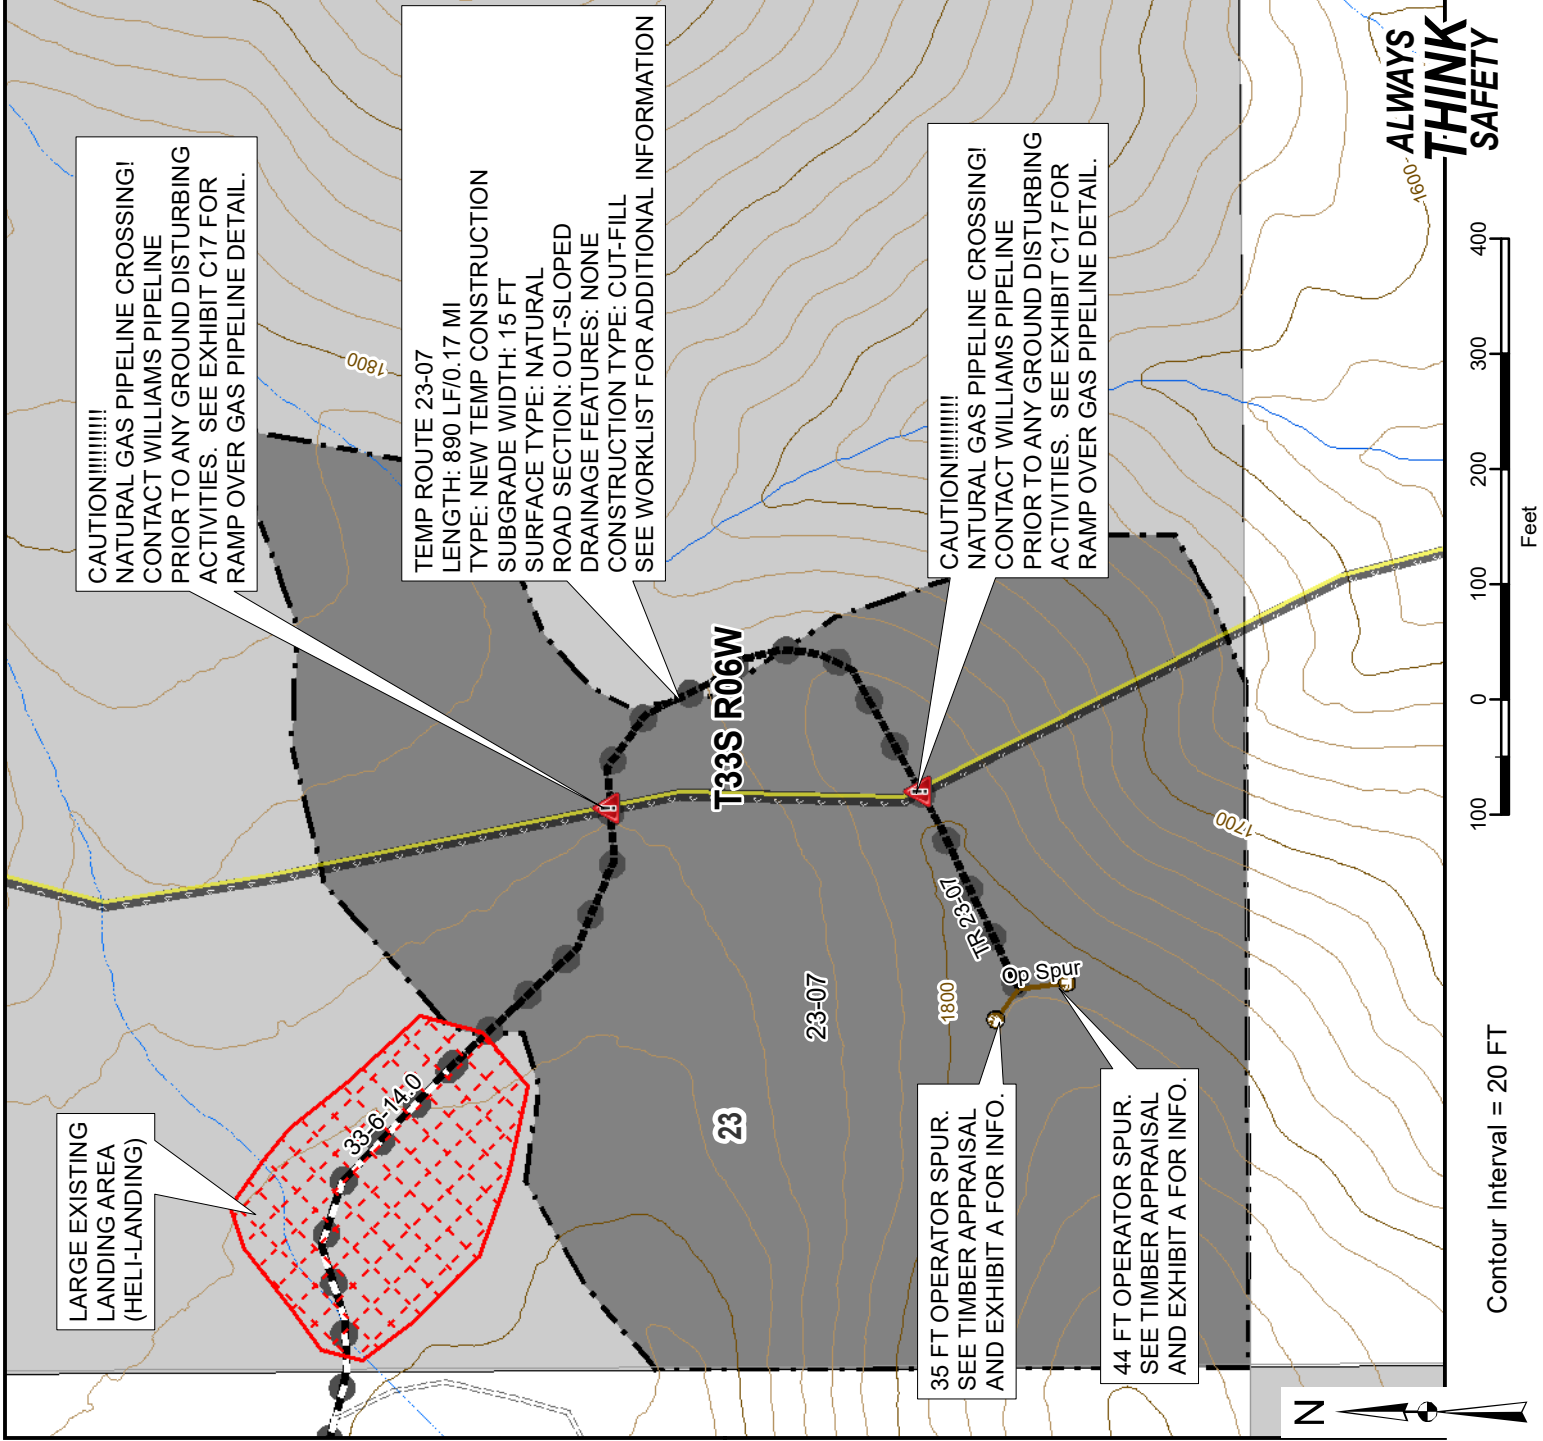 CAUTION!!!!!!!!!!!
NATURAL GAS PIPELINE CROSSING!
CONTACT WILLIAMS PIPELINE
PRIOR TO ANY GROUND DISTURBING
ACTIVITIES.  SEE EXHIBIT C17 FOR
RAMP OVER GAS PIPELINE DETAIL.
TEMP ROUTE 23-07
LENGTH: 890 LF/0.17 MI
TYPE: NEW TEMP CONSTRUCTION
SUBGRADE WIDTH: 15 FT
SURFACE TYPE: NATURAL
ROAD SECTION: OUT-SLOPED
DRAINAGE FEATURES: NONE
CONSTRUCTION TYPE: CUT-FILL
SEE WORKLIST FOR ADDITIONAL INFORMATION
CAUTION!!!!!!!!!!!
NATURAL GAS PIPELINE CROSSING!
CONTACT WILLIAMS PIPELINE
PRIOR TO ANY GROUND DISTURBING
ACTIVITIES.  SEE EXHIBIT C17 FOR
RAMP OVER GAS PIPELINE DETAIL.
LARGE EXISTING
LANDING AREA
(HELI-LANDING)
35 FT OPERATOR SPUR.
SEE TIMBER APPRAISAL
AND EXHIBIT A FOR INFO.
44 FT OPERATOR SPUR.
SEE TIMBER APPRAISAL
AND EXHIBIT A FOR INFO.
33-6-14.0
T33S R06W
23
23-07
TR 23-07
Op Spur
1800
1800
1700
1600
ALWAYS
THINK
SAFETY
100 0 100 200 300 400
Feet
Contour Interval = 20 FT
N